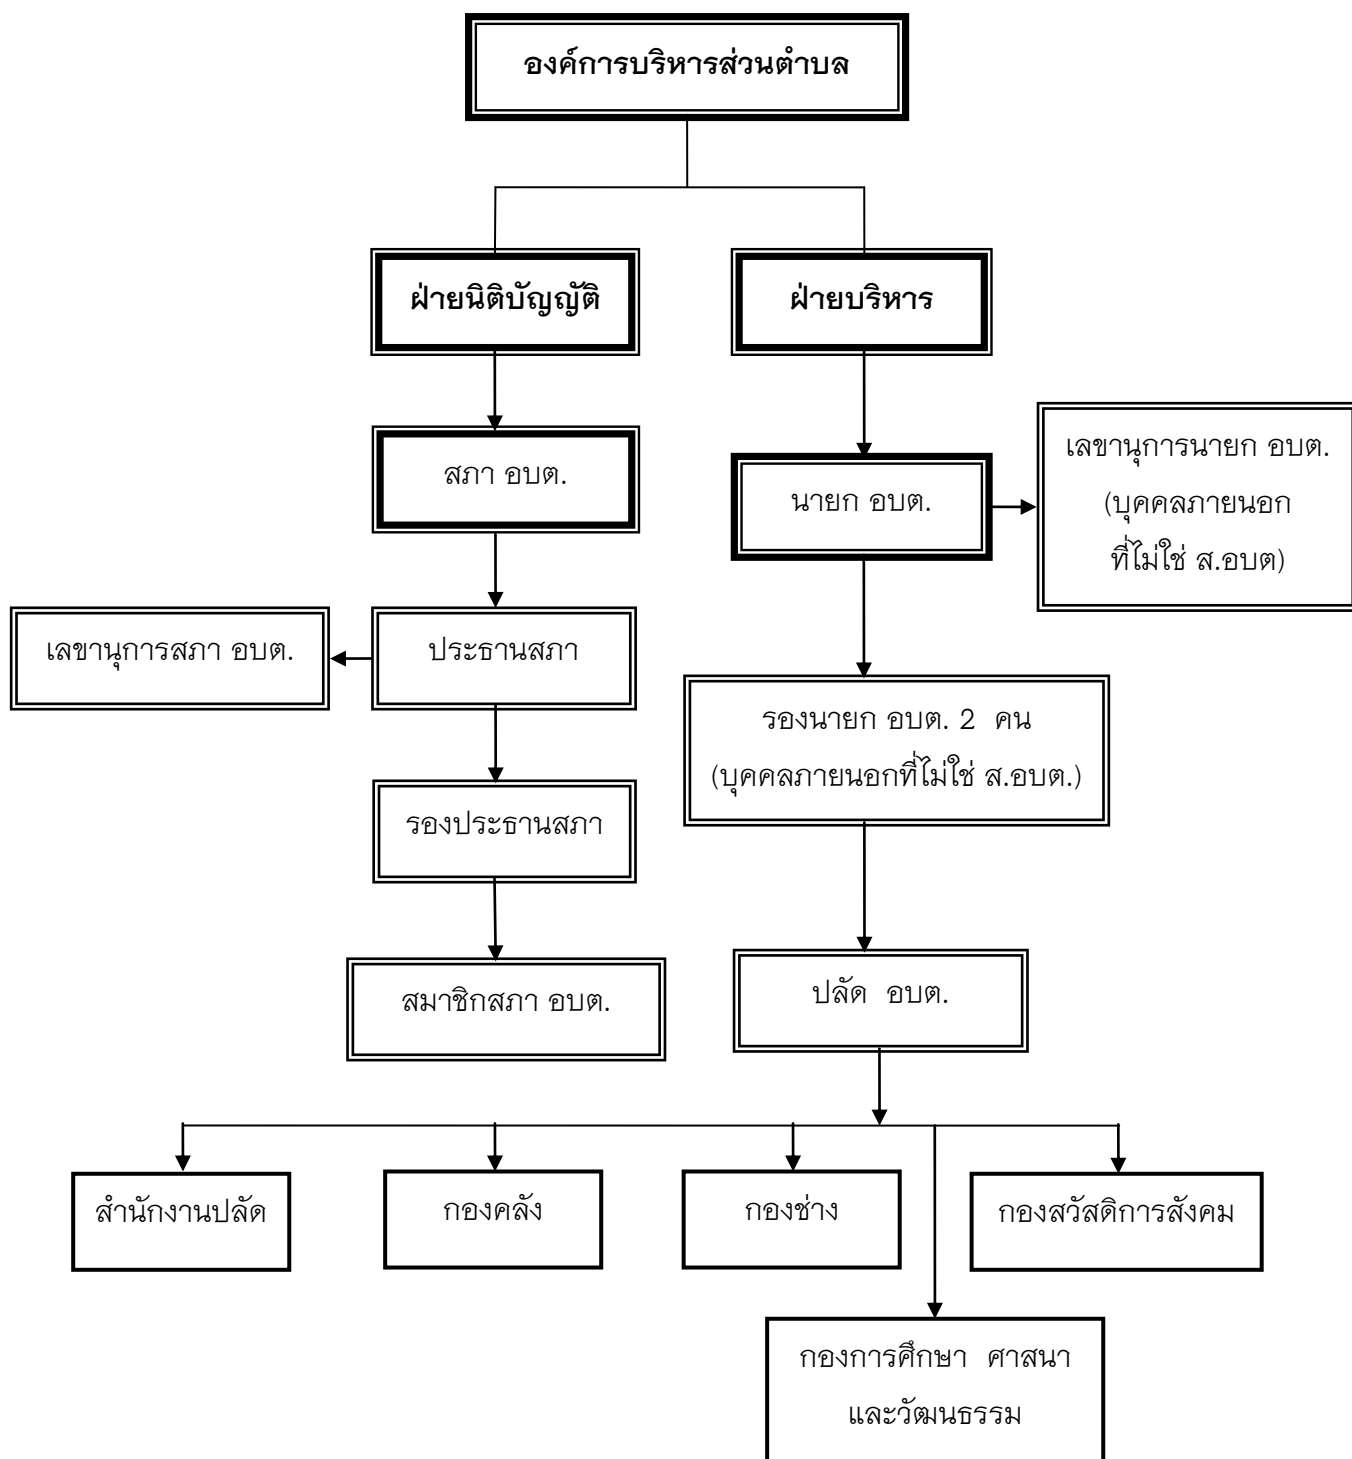 องค์การบริหารส่วนตำบล
ฝ่ายนิติบัญญัติ
ฝ่ายบริหาร
สภา อบต.
นายก อบต.
เลขานุการนายก อบต.
(บุคคลภายนอก
ที่ไม่ใช่ ส.อบต)
เลขานุการสภา อบต.
ประธานสภา
รองนายก อบต. 2 คน
(บุคคลภายนอกที่ไม่ใช่ ส.อบต.)
รองประธานสภา
สมาชิกสภา อบต.
ปลัด อบต.
สำนักงานปลัด
กองคลัง
กองช่าง
กองสวัสดิการสังคม
กองการศึกษา ศาสนา
และวัฒนธรรม